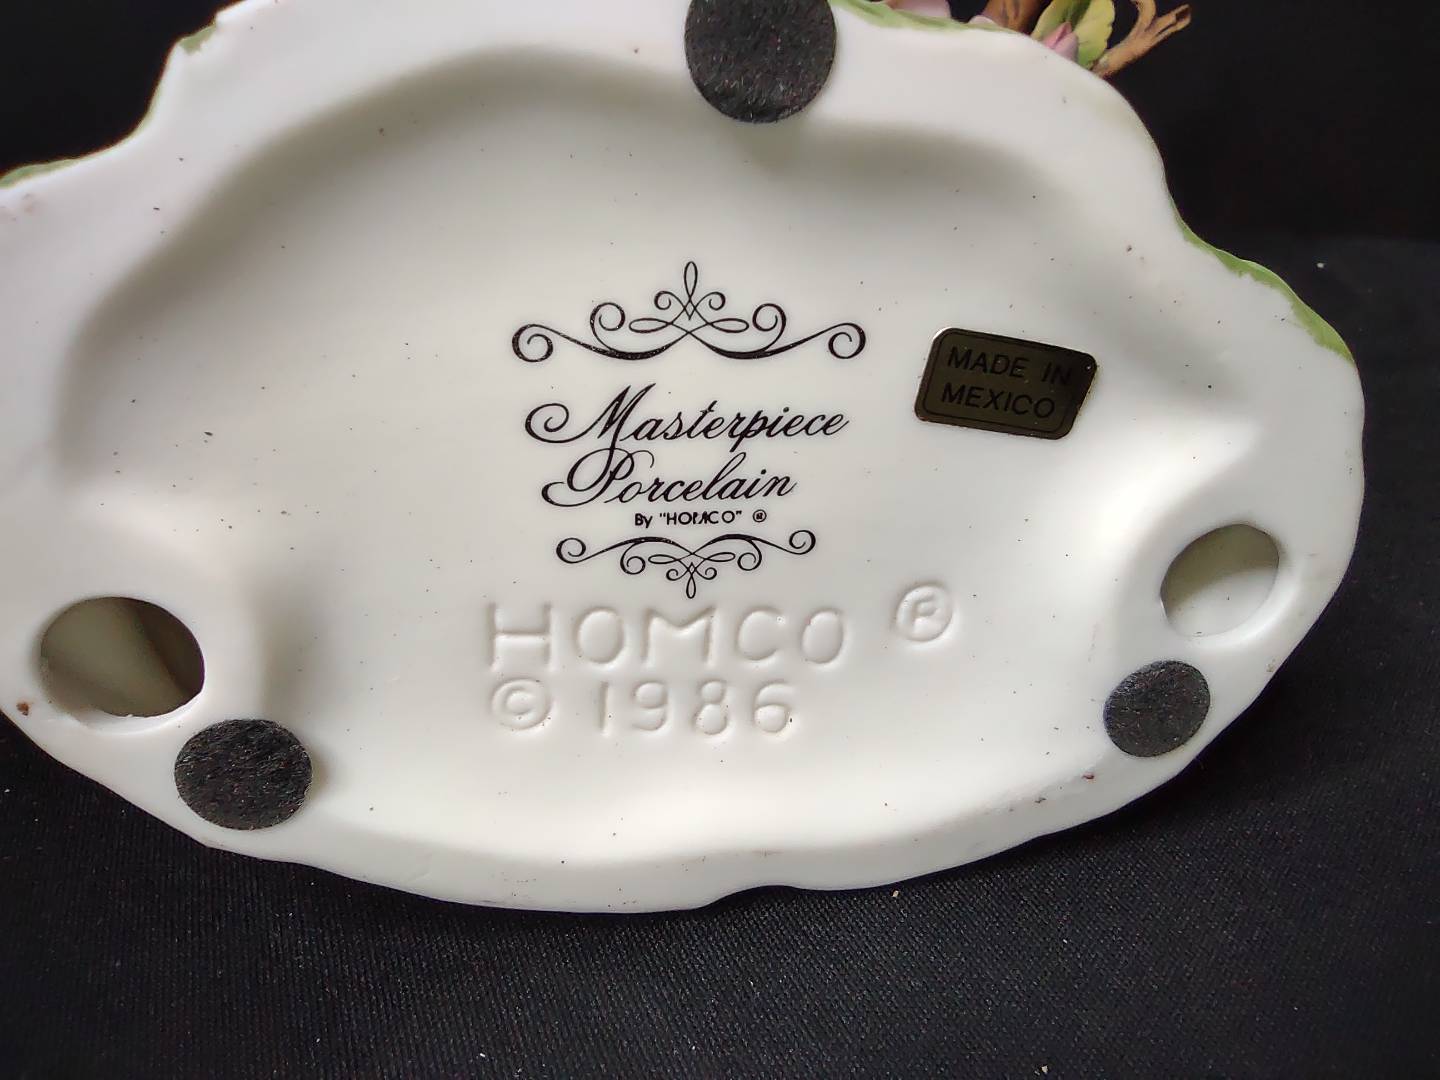 Masterpiece
Porcelain
By "HOMCO" ®
MADE IN
MEXICO
HOMCO ®
© 1986